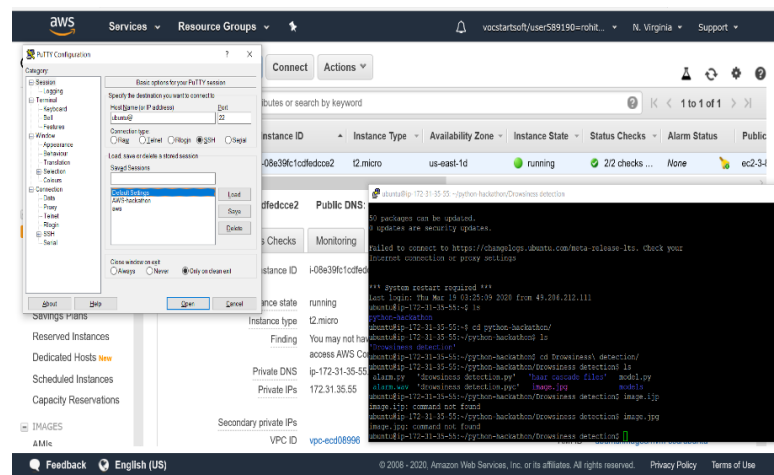 aws
Services
Resource Groups
vocstartsoft/user589190=rohit...
N. Virginia
Support
PuTTY Configuration
? X
Category:
Session
Logging
Terminal
Keyboard
Bell
Features
Window
Appearance
Behaviour
Translation
Selection
Colours
Connection
Data
Proxy
Telnet
Rlogin
SSH
Serial
Basic options for your PuTTY session
Specify the destination you want to connect to
Host Name (or IP address)
Port
ubuntu@
22
Connection type:
Raw Telnet Rlogin SSH Serial
Load, save or delete a stored session
Saved Sessions
Default Settings
AWS-hackathon
aws
Load
Save
Delete
Close window on exit:
Always Never Only on clean exit
About Help Open Cancel
Connect
Actions
butes or search by keyword
1 to 1 of 1
nstance ID
Instance Type
Availability Zone
Instance State
Status Checks
Alarm Status
Public
-08e39fc1cdfedcce2
t2.micro
us-east-1d
running
2/2 checks ...
None
ec2-3-
dfedcce2
Public DNS:
s Checks
Monitoring
stance ID
i-08e39fc1cdfedc
nce state
running
Instance type
t2.micro
Finding
You may not hav
access AWS Co
Private DNS
ip-172-31-35-55.
Private IPs
172.31.35.55
Secondary private IPs
VPC ID
vpc-ecd08996
Savings Plans
Reserved Instances
Dedicated Hosts New
Scheduled Instances
Capacity Reservations
IMAGES
AMIs
ubuntu@ip-172-31-35-55: ~/python-hackathon/Drowsiness detection
50 packages can be updated.
0 updates are security updates.
Failed to connect to https://changelogs.ubuntu.com/meta-release-lts. Check your
Internet connection or proxy settings
*** System restart required ***
Last login: Thu Mar 19 03:25:09 2020 from 49.206.212.111
ubuntu@ip-172-31-35-55:~$ ls
python-hackathon
ubuntu@ip-172-31-35-55:~$ cd python-hackathon/
ubuntu@ip-172-31-35-55:~/python-hackathon$ ls
'Drowsiness detection'
ubuntu@ip-172-31-35-55:~/python-hackathon$ cd Drowsiness\ detection/
ubuntu@ip-172-31-35-55:~/python-hackathon/Drowsiness detection$ ls
alarm.py 'drowsiness detection.py' 'haar cascade files' model.py
alarm.wav 'drowsiness detection.pyc' image.jpg models
ubuntu@ip-172-31-35-55:~/python-hackathon/Drowsiness detection$ image.ijp
image.ijp: command not found
ubuntu@ip-172-31-35-55:~/python-hackathon/Drowsiness detection$ image.jpg
image.jpg: command not found
ubuntu@ip-172-31-35-55:~/python-hackathon/Drowsiness detection$
Feedback
English (US)
© 2008 - 2020, Amazon Web Services, Inc. or its affiliates. All rights reserved.
Privacy Policy
Terms of Use